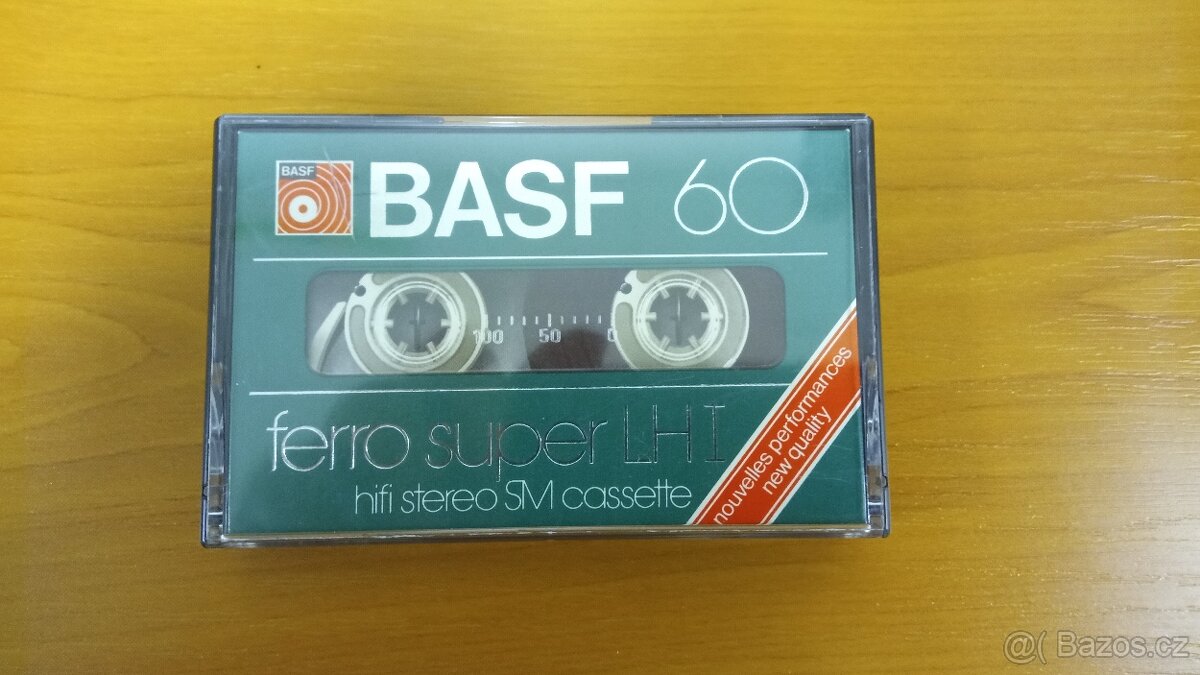 BASF
BASF 60
100 50 0
ferro super LH I
hifi stereo SM cassette
nouvelles performances
new quality
@( Bazos.cz